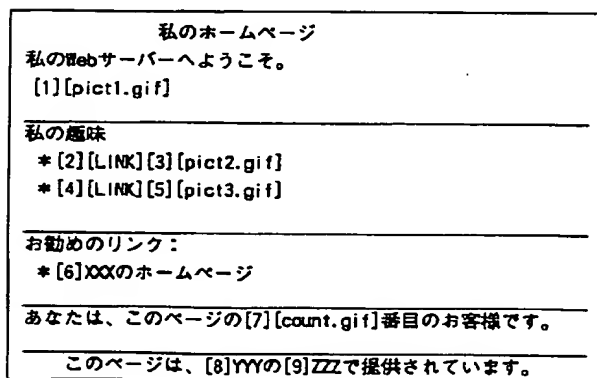 私のホームページ
私のWebサーバーへようこそ。
[1][pict1.gif]
私の趣味
*[2][LINK][3][pict2.gif]
*[4][LINK][5][pict3.gif]
お勧めのリンク：
*[6]XXXのホームページ
あなたは、このページの[7][count.gif]番目のお客様です。
このページは、[8]YYYの[9]ZZZで提供されています。